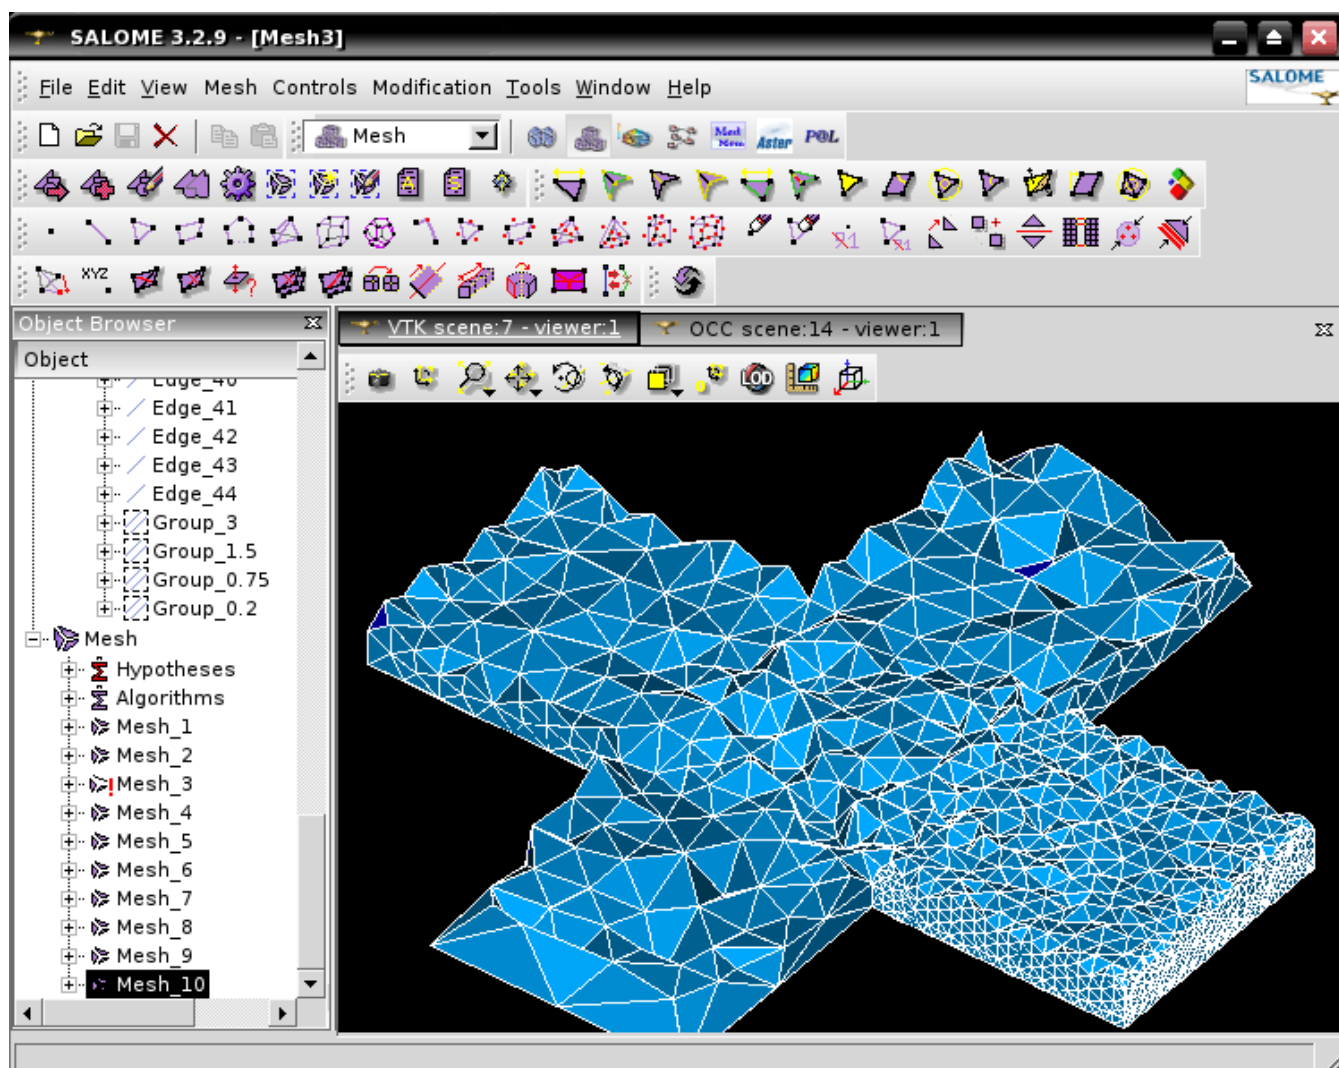 SALOME 3.2.9 - [Mesh3]
File Edit View Mesh Controls Modification Tools Window Help
SALOME
Mesh
Med
Mem
Aster
POL
XYZ
Object Browser
VTK scene:7 - viewer:1
OCC scene:14 - viewer:1
Object
LOD
Edge_40
Edge_41
Edge_42
Edge_43
Edge_44
Group_3
Group_1.5
Group_0.75
Group_0.2
Mesh
Hypotheses
Algorithms
Mesh_1
Mesh_2
Mesh_3
Mesh_4
Mesh_5
Mesh_6
Mesh_7
Mesh_8
Mesh_9
Mesh_10